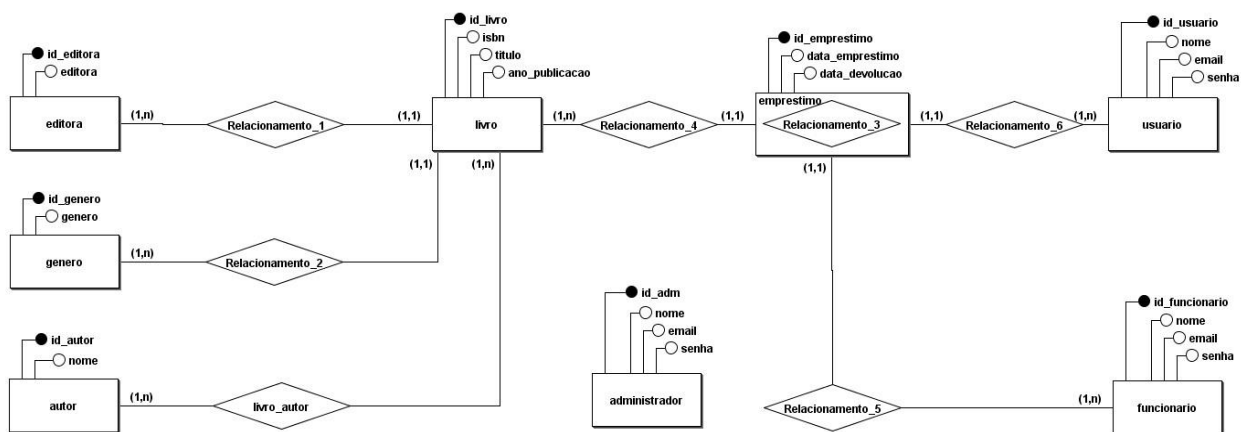 id_editora
editora
editora
(1,n)
Relacionamento_1
(1,1)
id_livro
isbn
titulo
ano_publicacao
livro
(1,n)
Relacionamento_4
(1,1)
id_emprestimo
data_emprestimo
data_devolucao
emprestimo
Relacionamento_3
(1,1)
Relacionamento_6
(1,n)
id_usuario
nome
email
senha
usuario
(1,1)
(1,n)
(1,1)
id_genero
genero
genero
(1,n)
Relacionamento_2
id_autor
nome
autor
(1,n)
livro_autor
id_adm
nome
email
senha
administrador
Relacionamento_5
(1,n)
id_funcionario
nome
email
senha
funcionario